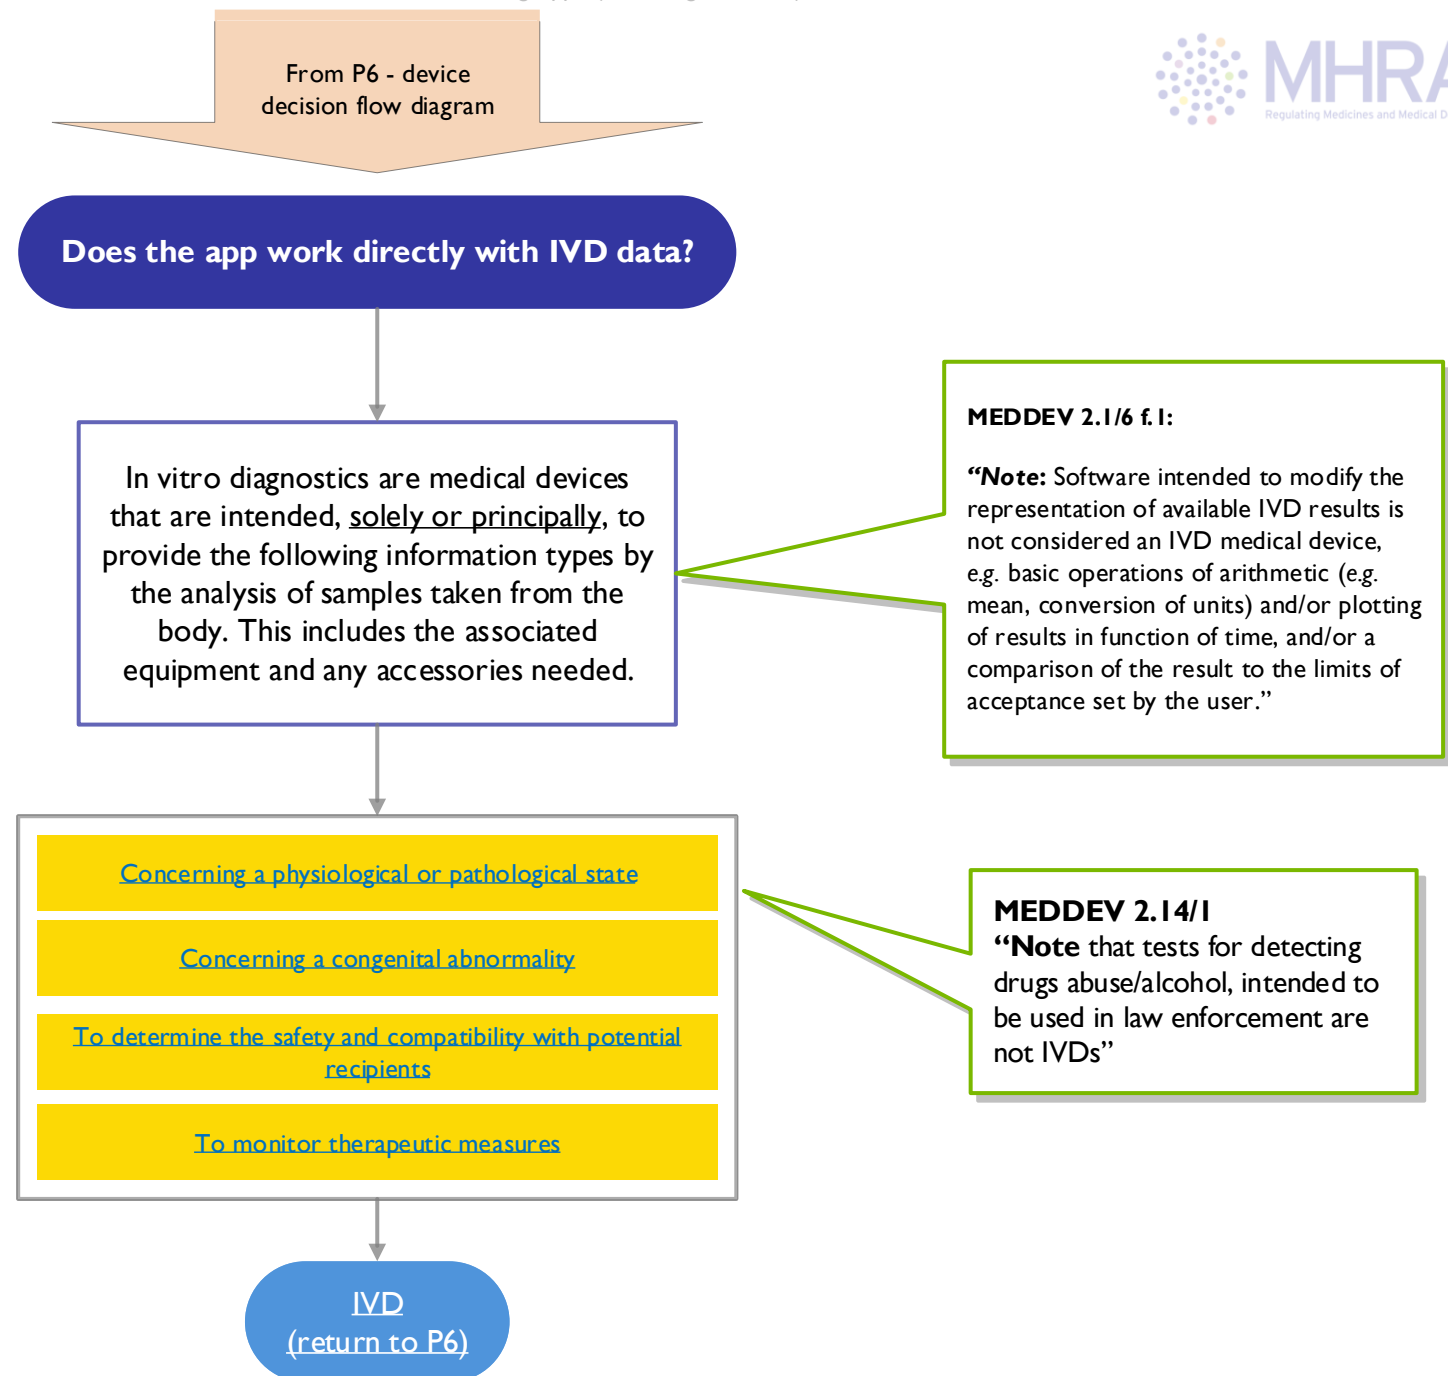 From P6 - device
decision flow diagram
MHRA
Regulating Medicines and Medical D
Does the app work directly with IVD data?
In vitro diagnostics are medical devices
that are intended, solely or principally, to
provide the following information types by
the analysis of samples taken from the
body. This includes the associated
equipment and any accessories needed.
MEDDEV 2.1/6 f.1:
“Note: Software intended to modify the
representation of available IVD results is
not considered an IVD medical device,
e.g. basic operations of arithmetic (e.g.
mean, conversion of units) and/or plotting
of results in function of time, and/or a
comparison of the result to the limits of
acceptance set by the user.”
Concerning a physiological or pathological state
Concerning a congenital abnormality
To determine the safety and compatibility with potential
recipients
To monitor therapeutic measures
MEDDEV 2.14/1
“Note that tests for detecting
drugs abuse/alcohol, intended to
be used in law enforcement are
not IVDs”
IVD
(return to P6)